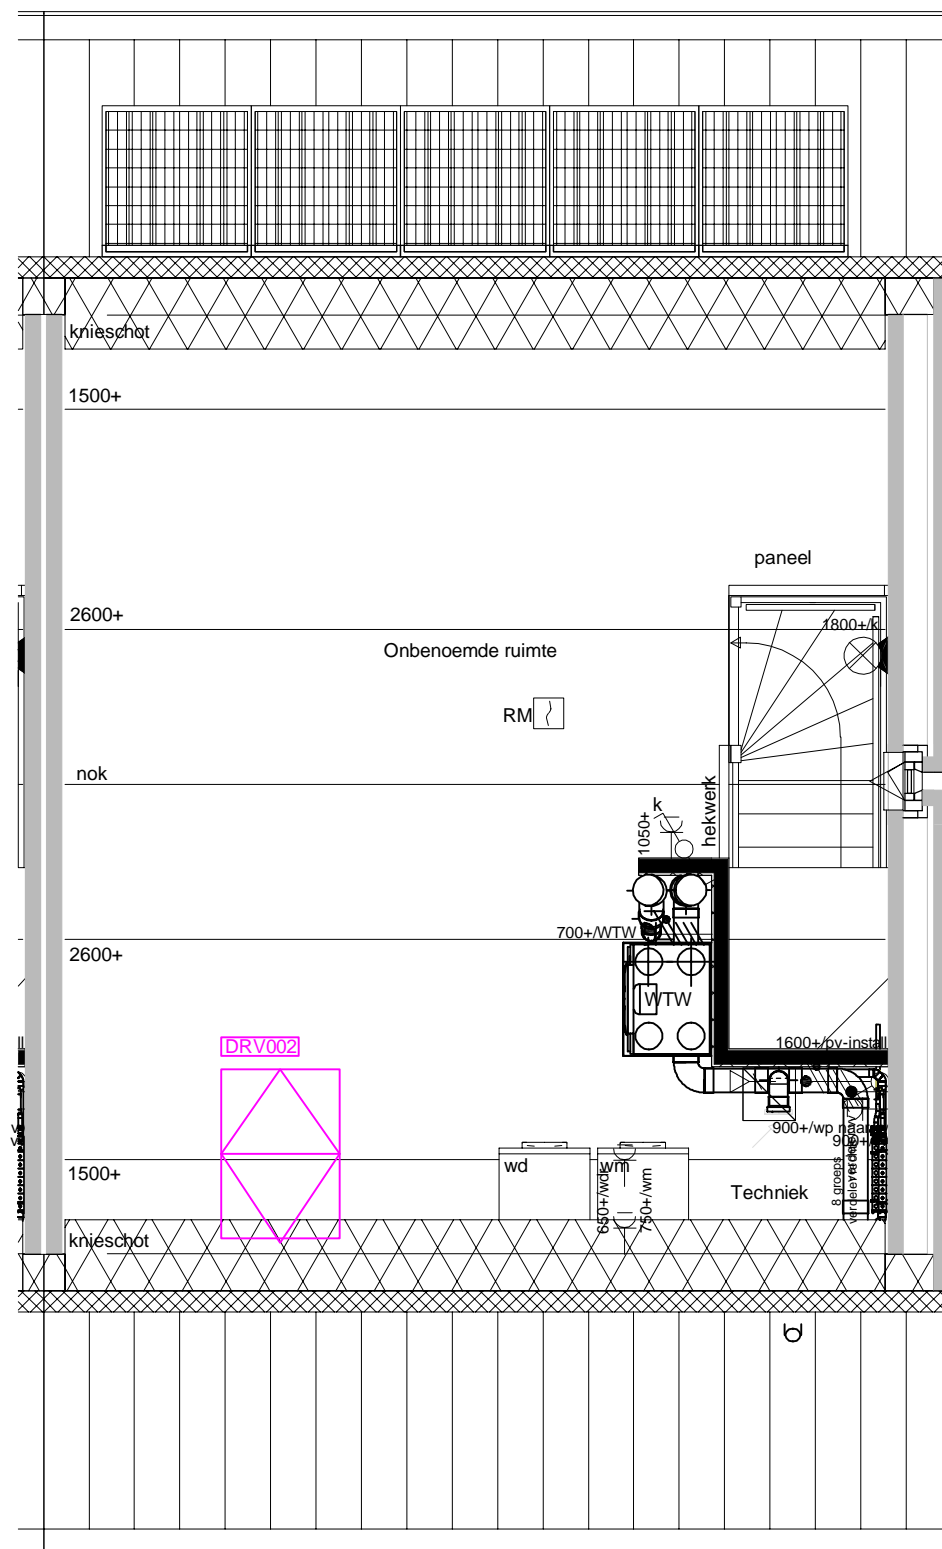 knieschot
1500+
paneel
2600+
1800+/k
Onbenoemde ruimte
RM
nok
k
1050+
hekwerk
700+/WTW
2600+
WTW
DRV002
1600+/pv-install
900+/wp naar
900+
wd
wm
650+/wd
750+/wm
1500+
Techniek
8 groeps
knieschot